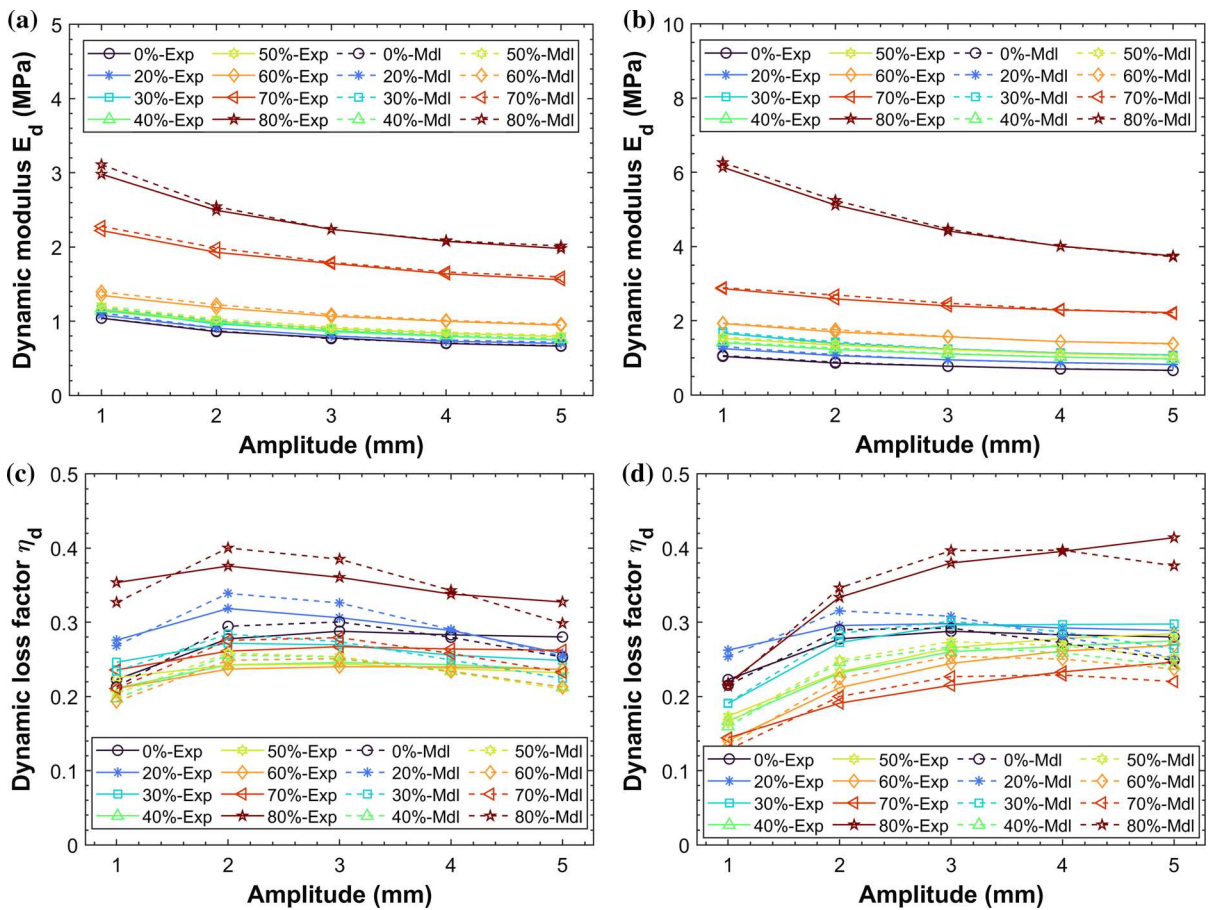 (a)
Dynamic modulus E_d (MPa)
5
4
3
2
1
0
0%-Exp 50%-Exp 0%-Mdl 50%-Mdl
20%-Exp 60%-Exp 20%-Mdl 60%-Mdl
30%-Exp 70%-Exp 30%-Mdl 70%-Mdl
40%-Exp 80%-Exp 40%-Mdl 80%-Mdl
1 2 3 4 5
Amplitude (mm)
(b)
Dynamic modulus E_d (MPa)
10
8
6
4
2
0
0%-Exp 50%-Exp 0%-Mdl 50%-Mdl
20%-Exp 60%-Exp 20%-Mdl 60%-Mdl
30%-Exp 70%-Exp 30%-Mdl 70%-Mdl
40%-Exp 80%-Exp 40%-Mdl 80%-Mdl
1 2 3 4 5
Amplitude (mm)
(c)
Dynamic loss factor η_d
0.5
0.4
0.3
0.2
0.1
0
0%-Exp 50%-Exp 0%-Mdl 50%-Mdl
20%-Exp 60%-Exp 20%-Mdl 60%-Mdl
30%-Exp 70%-Exp 30%-Mdl 70%-Mdl
40%-Exp 80%-Exp 40%-Mdl 80%-Mdl
1 2 3 4 5
Amplitude (mm)
(d)
Dynamic loss factor η_d
0.5
0.4
0.3
0.2
0.1
0
0%-Exp 50%-Exp 0%-Mdl 50%-Mdl
20%-Exp 60%-Exp 20%-Mdl 60%-Mdl
30%-Exp 70%-Exp 30%-Mdl 70%-Mdl
40%-Exp 80%-Exp 40%-Mdl 80%-Mdl
1 2 3 4 5
Amplitude (mm)